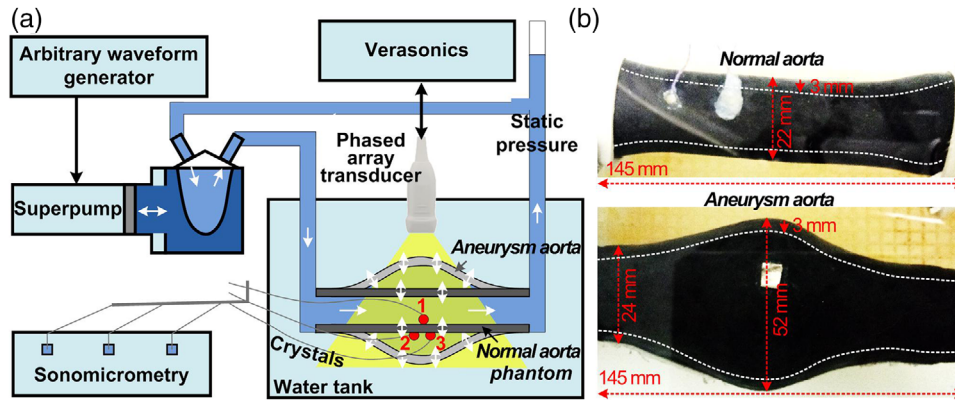 (a)
Arbitrary waveform
generator
Superpump
Verasonics
Phased
array
transducer
Static
pressure
Aneurysm aorta
1
2
3
Crystals
Normal aorta
phantom
Water tank
Sonomicrometry
(b)
Normal aorta
3 mm
22 mm
145 mm
Aneurysm aorta
3 mm
24 mm
52 mm
145 mm